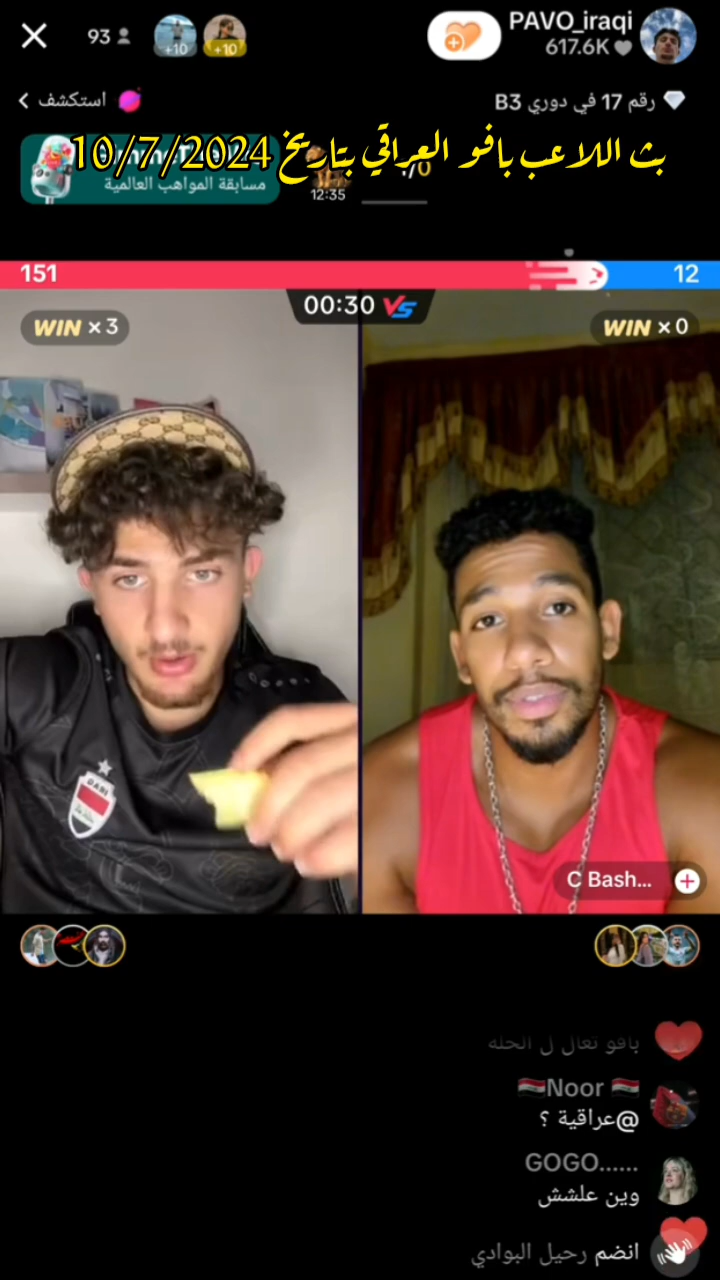 93
+10
+10
PAVO_iraqi
617.6K
استكشف
رقم 17 في دوري B3
بث اللاعب بافو العراقي بتاريخ 10/7/2024
مسابقة المواهب العالمية
12:35
151
12
00:30 VS
WIN × 3
WIN × 0
C Bash...
بافو تعال ل الحله
🇮🇶Noor 🇮🇶
@عراقية ؟
GOGO......
وين علشش
انضم رحيل البوادي